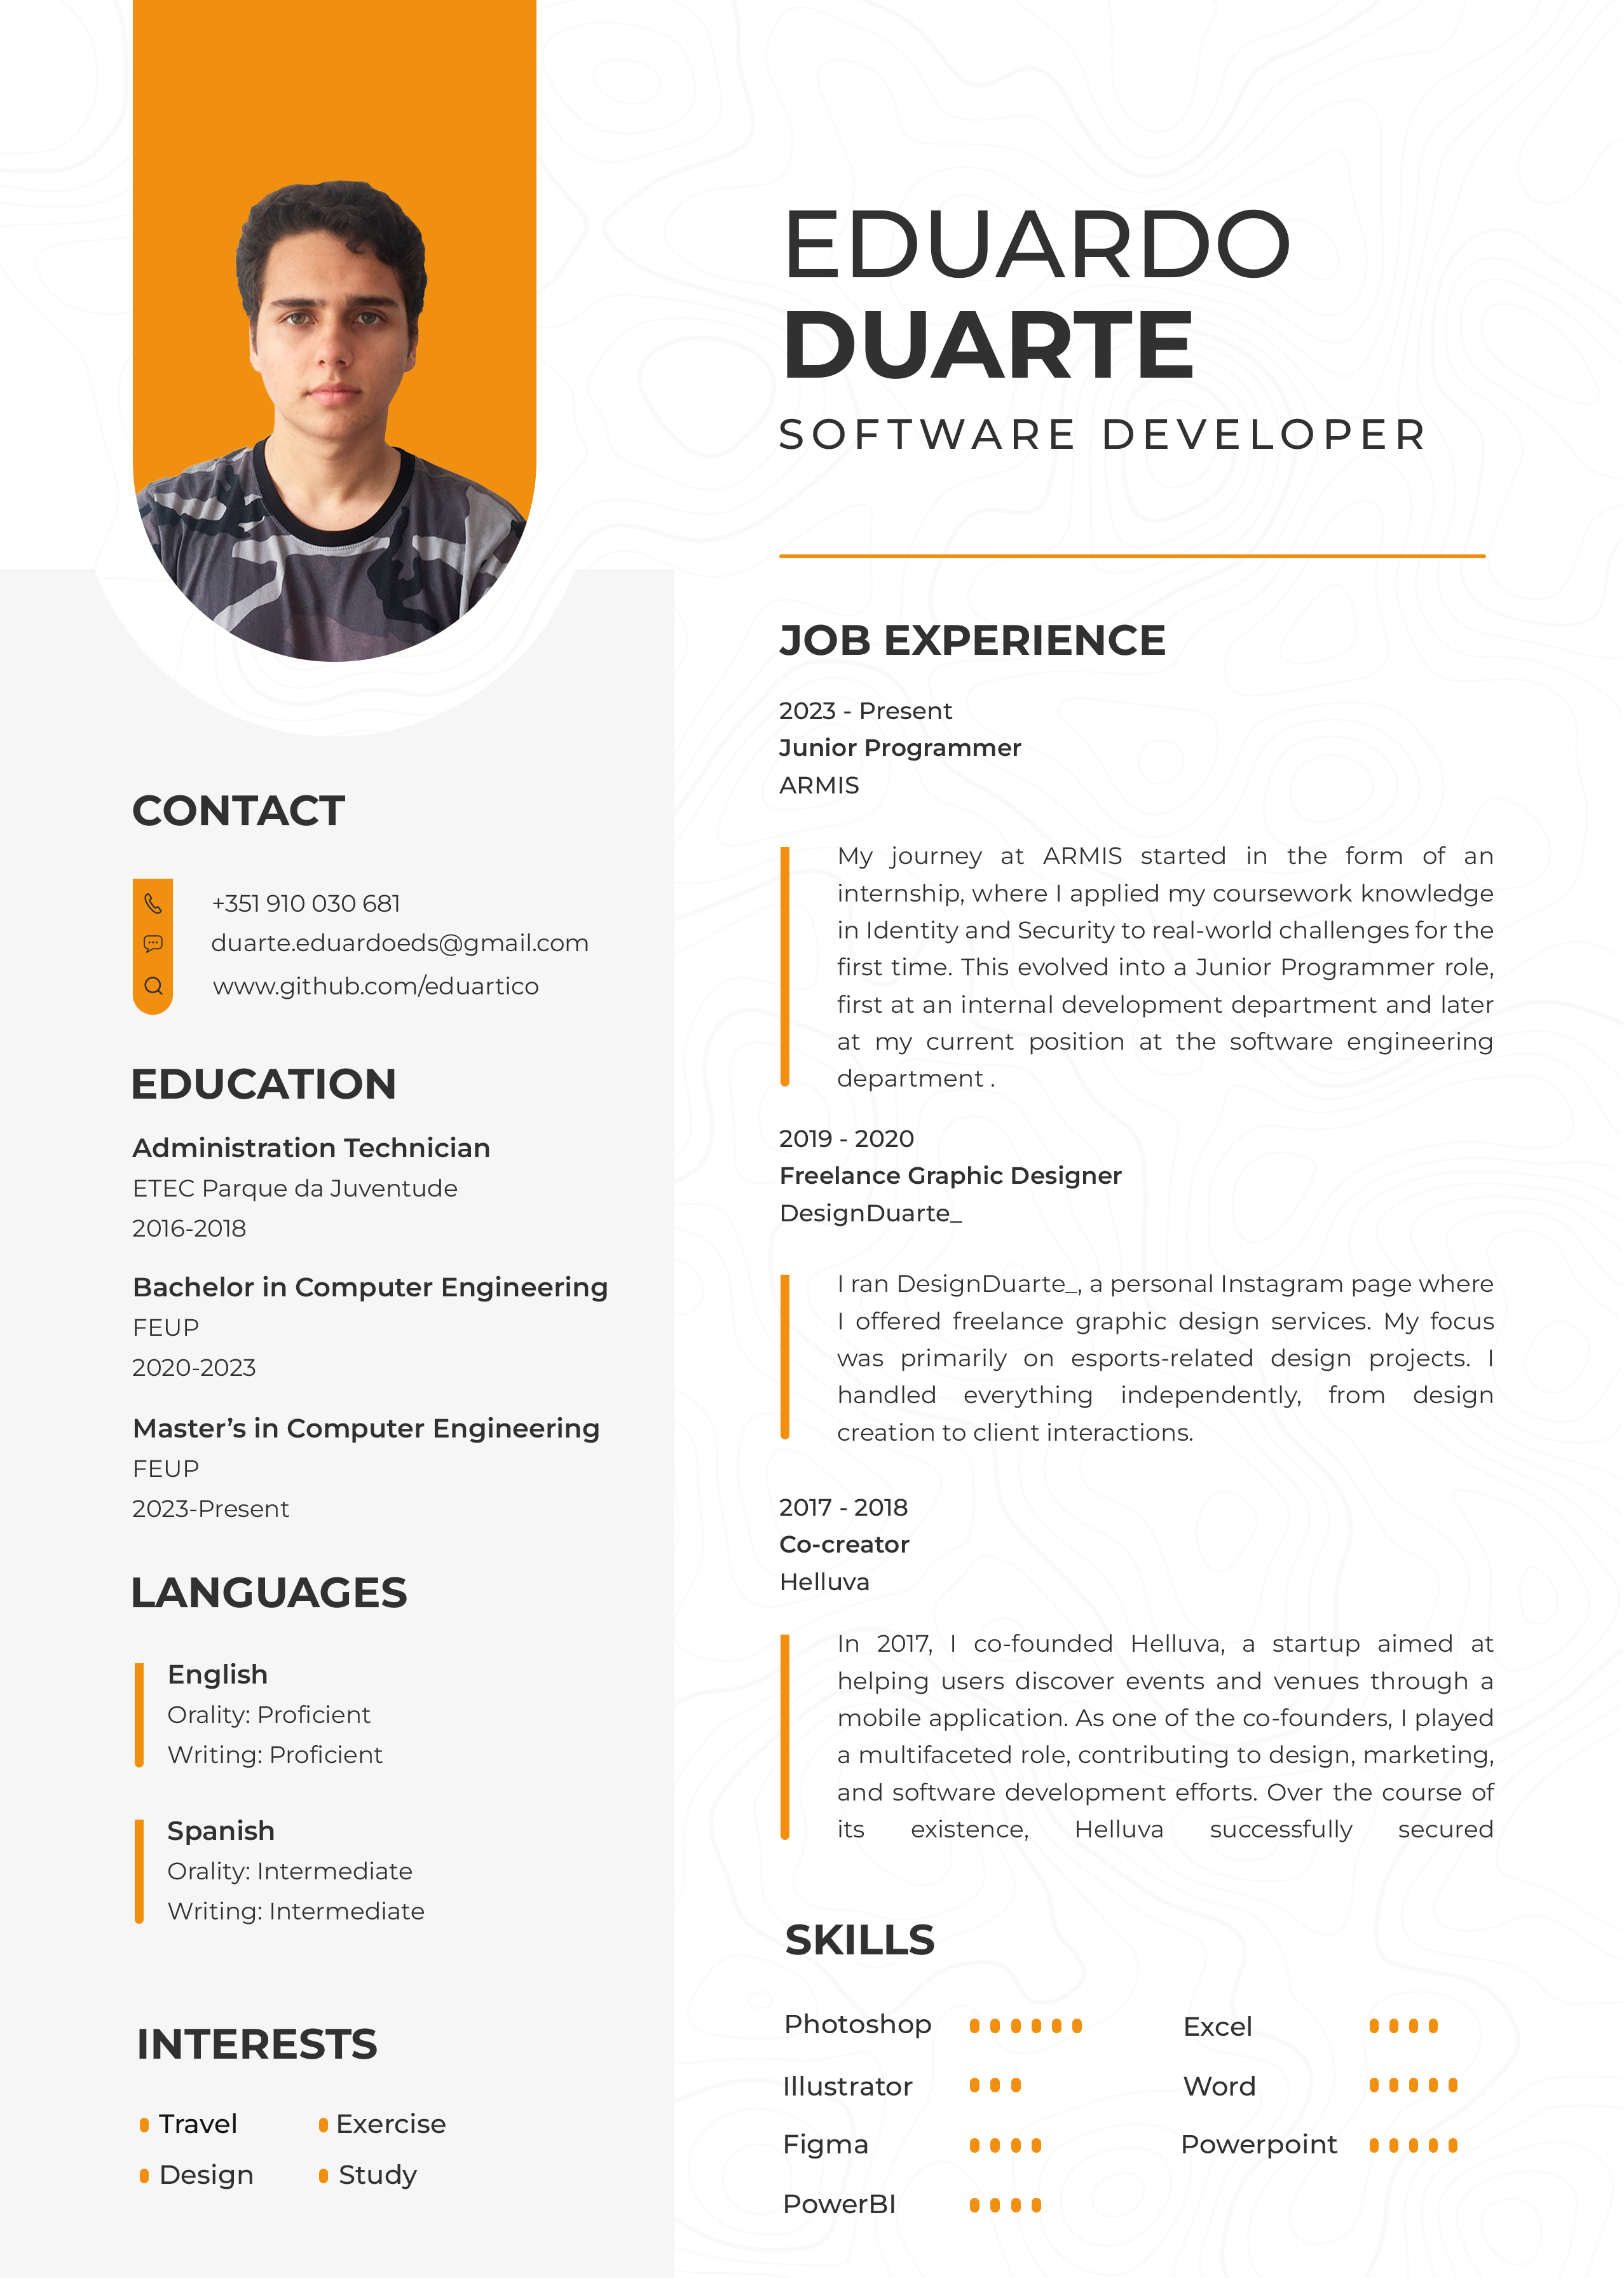 EDUARDO
DUARTE
SOFTWARE DEVELOPER
CONTACT
+351 910 030 681
duarte.eduardoeds@gmail.com
www.github.com/eduartico
EDUCATION
Administration Technician
ETEC Parque da Juventude
2016-2018
Bachelor in Computer Engineering
FEUP
2020-2023
Master’s in Computer Engineering
FEUP
2023-Present
LANGUAGES
English
Orality: Proficient
Writing: Proficient
Spanish
Orality: Intermediate
Writing: Intermediate
INTERESTS
Travel
Exercise
Design
Study
JOB EXPERIENCE
2023 - Present
Junior Programmer
ARMIS
My journey at ARMIS started in the form of an
internship, where I applied my coursework knowledge
in Identity and Security to real-world challenges for the
first time. This evolved into a Junior Programmer role,
first at an internal development department and later
at my current position at the software engineering
department .
2019 - 2020
Freelance Graphic Designer
DesignDuarte_
I ran DesignDuarte_, a personal Instagram page where
I offered freelance graphic design services. My focus
was primarily on esports-related design projects. I
handled everything independently, from design
creation to client interactions.
2017 - 2018
Co-creator
Helluva
In 2017, I co-founded Helluva, a startup aimed at
helping users discover events and venues through a
mobile application. As one of the co-founders, I played
a multifaceted role, contributing to design, marketing,
and software development efforts. Over the course of
its existence, Helluva successfully secured
SKILLS
Photoshop
Excel
Illustrator
Word
Figma
Powerpoint
PowerBI